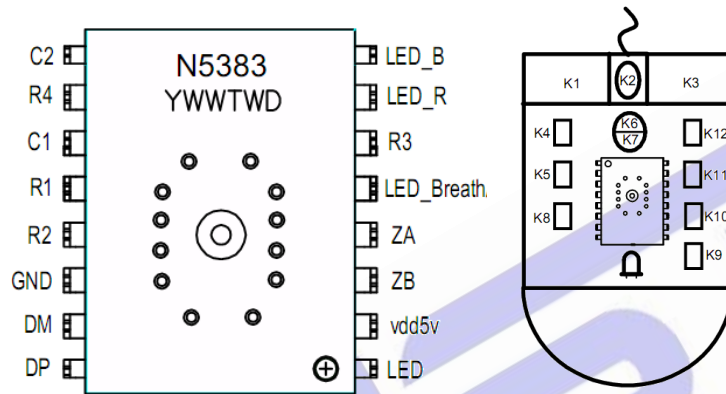 N5383
YWWTWD
C2
R4
C1
R1
R2
GND
DM
DP
LED_B
LED_R
R3
LED_Breath
ZA
ZB
vdd5v
LED
K1
K2
K3
K4
K6
K7
K12
K5
K11
K8
K10
K9